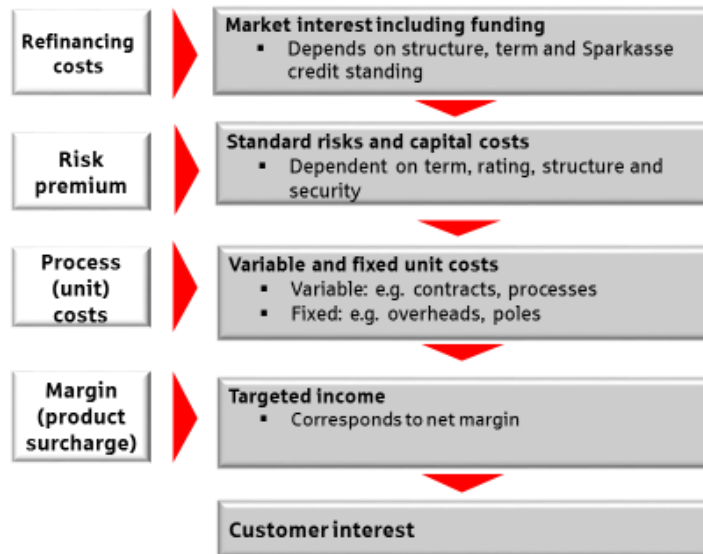 Refinancing
costs
Market interest including funding
▪ Depends on structure, term and Sparkasse
credit standing
Risk
premium
Standard risks and capital costs
▪ Dependent on term, rating, structure and
security
Process
(unit)
costs
Variable and fixed unit costs
▪ Variable: e.g. contracts, processes
▪ Fixed: e.g. overheads, poles
Margin
(product
surcharge)
Targeted income
▪ Corresponds to net margin
Customer interest